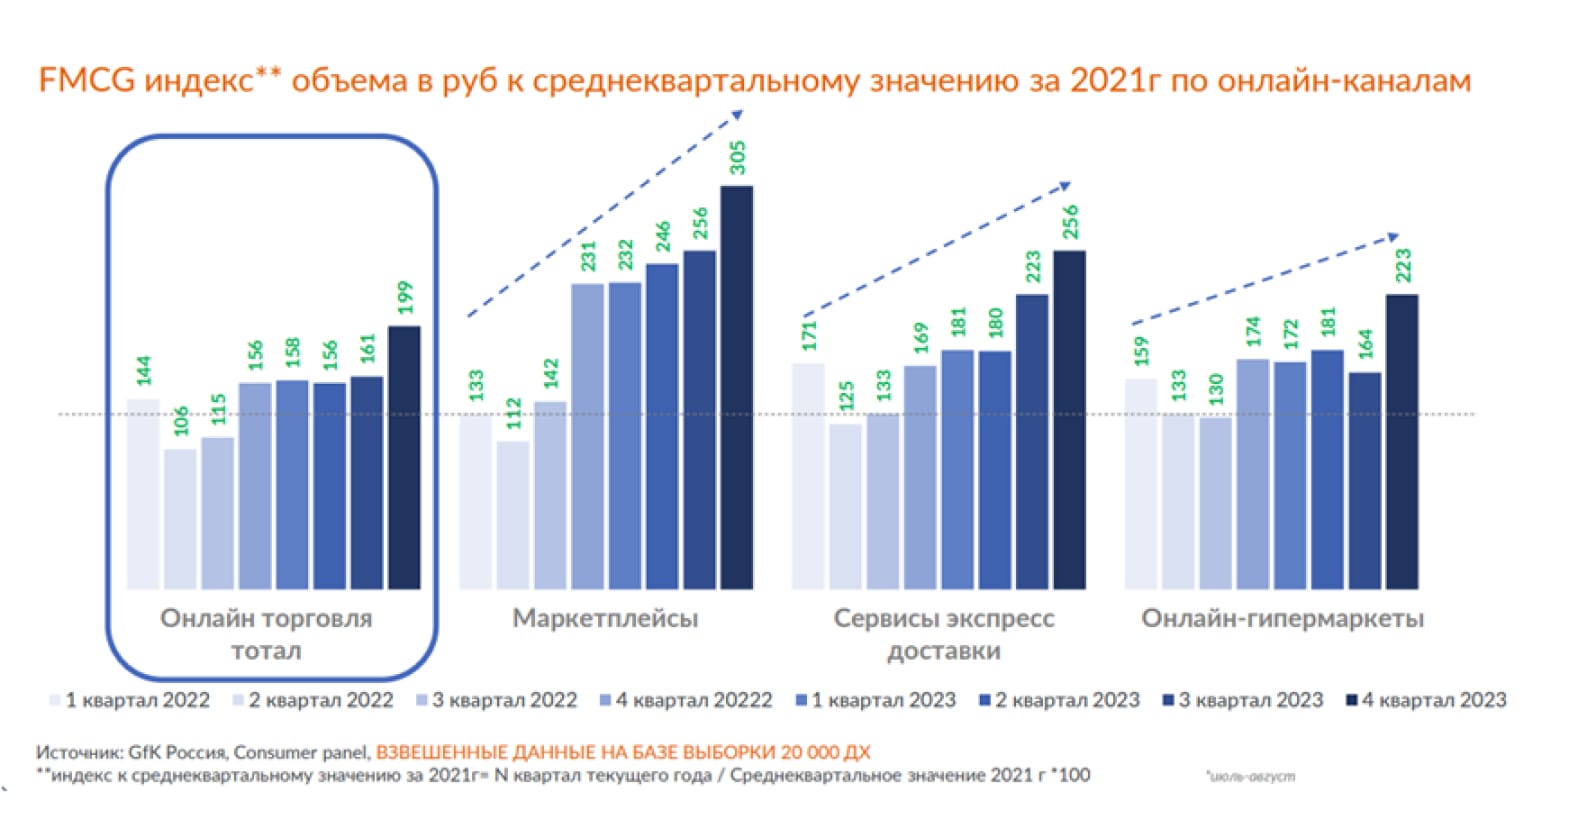 FMCG индекс** объема в руб к среднеквартальному значению за 2021г по онлайн-каналам
144 106 115 156 158 156 161 199
133 112 142 231 232 246 256 305
171 125 133 169 181 180 223 256
159 133 130 174 172 181 164 223
Онлайн торговля
тотал
Маркетплейсы
Сервисы экспресс
доставки
Онлайн-гипермаркеты
1 квартал 2022 2 квартал 2022 3 квартал 2022 4 квартал 20222 1 квартал 2023 2 квартал 2023 3 квартал 2023 4 квартал 2023
Источник: GfK Россия, Consumer panel, ВЗВЕШЕННЫЕ ДАННЫЕ НА БАЗЕ ВЫБОРКИ 20 000 ДХ
**индекс к среднеквартальному значению за 2021г= N квартал текущего года / Среднеквартальное значение 2021 г *100
*июль-август